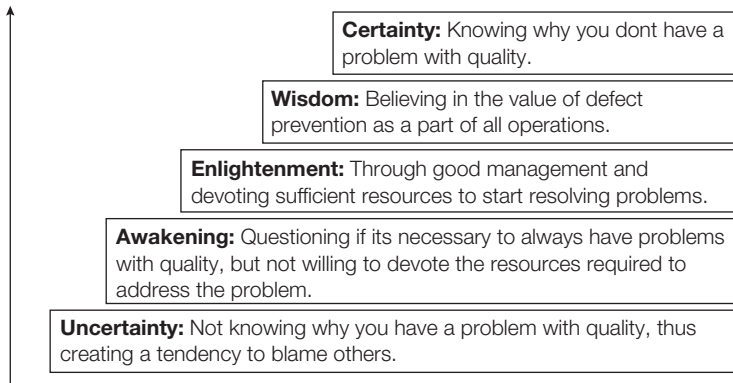 Certainty: Knowing why you dont have a
problem with quality.
Wisdom: Believing in the value of defect
prevention as a part of all operations.
Enlightenment: Through good management and
devoting sufficient resources to start resolving problems.
Awakening: Questioning if its necessary to always have problems
with quality, but not willing to devote the resources required to
address the problem.
Uncertainty: Not knowing why you have a problem with quality, thus
creating a tendency to blame others.